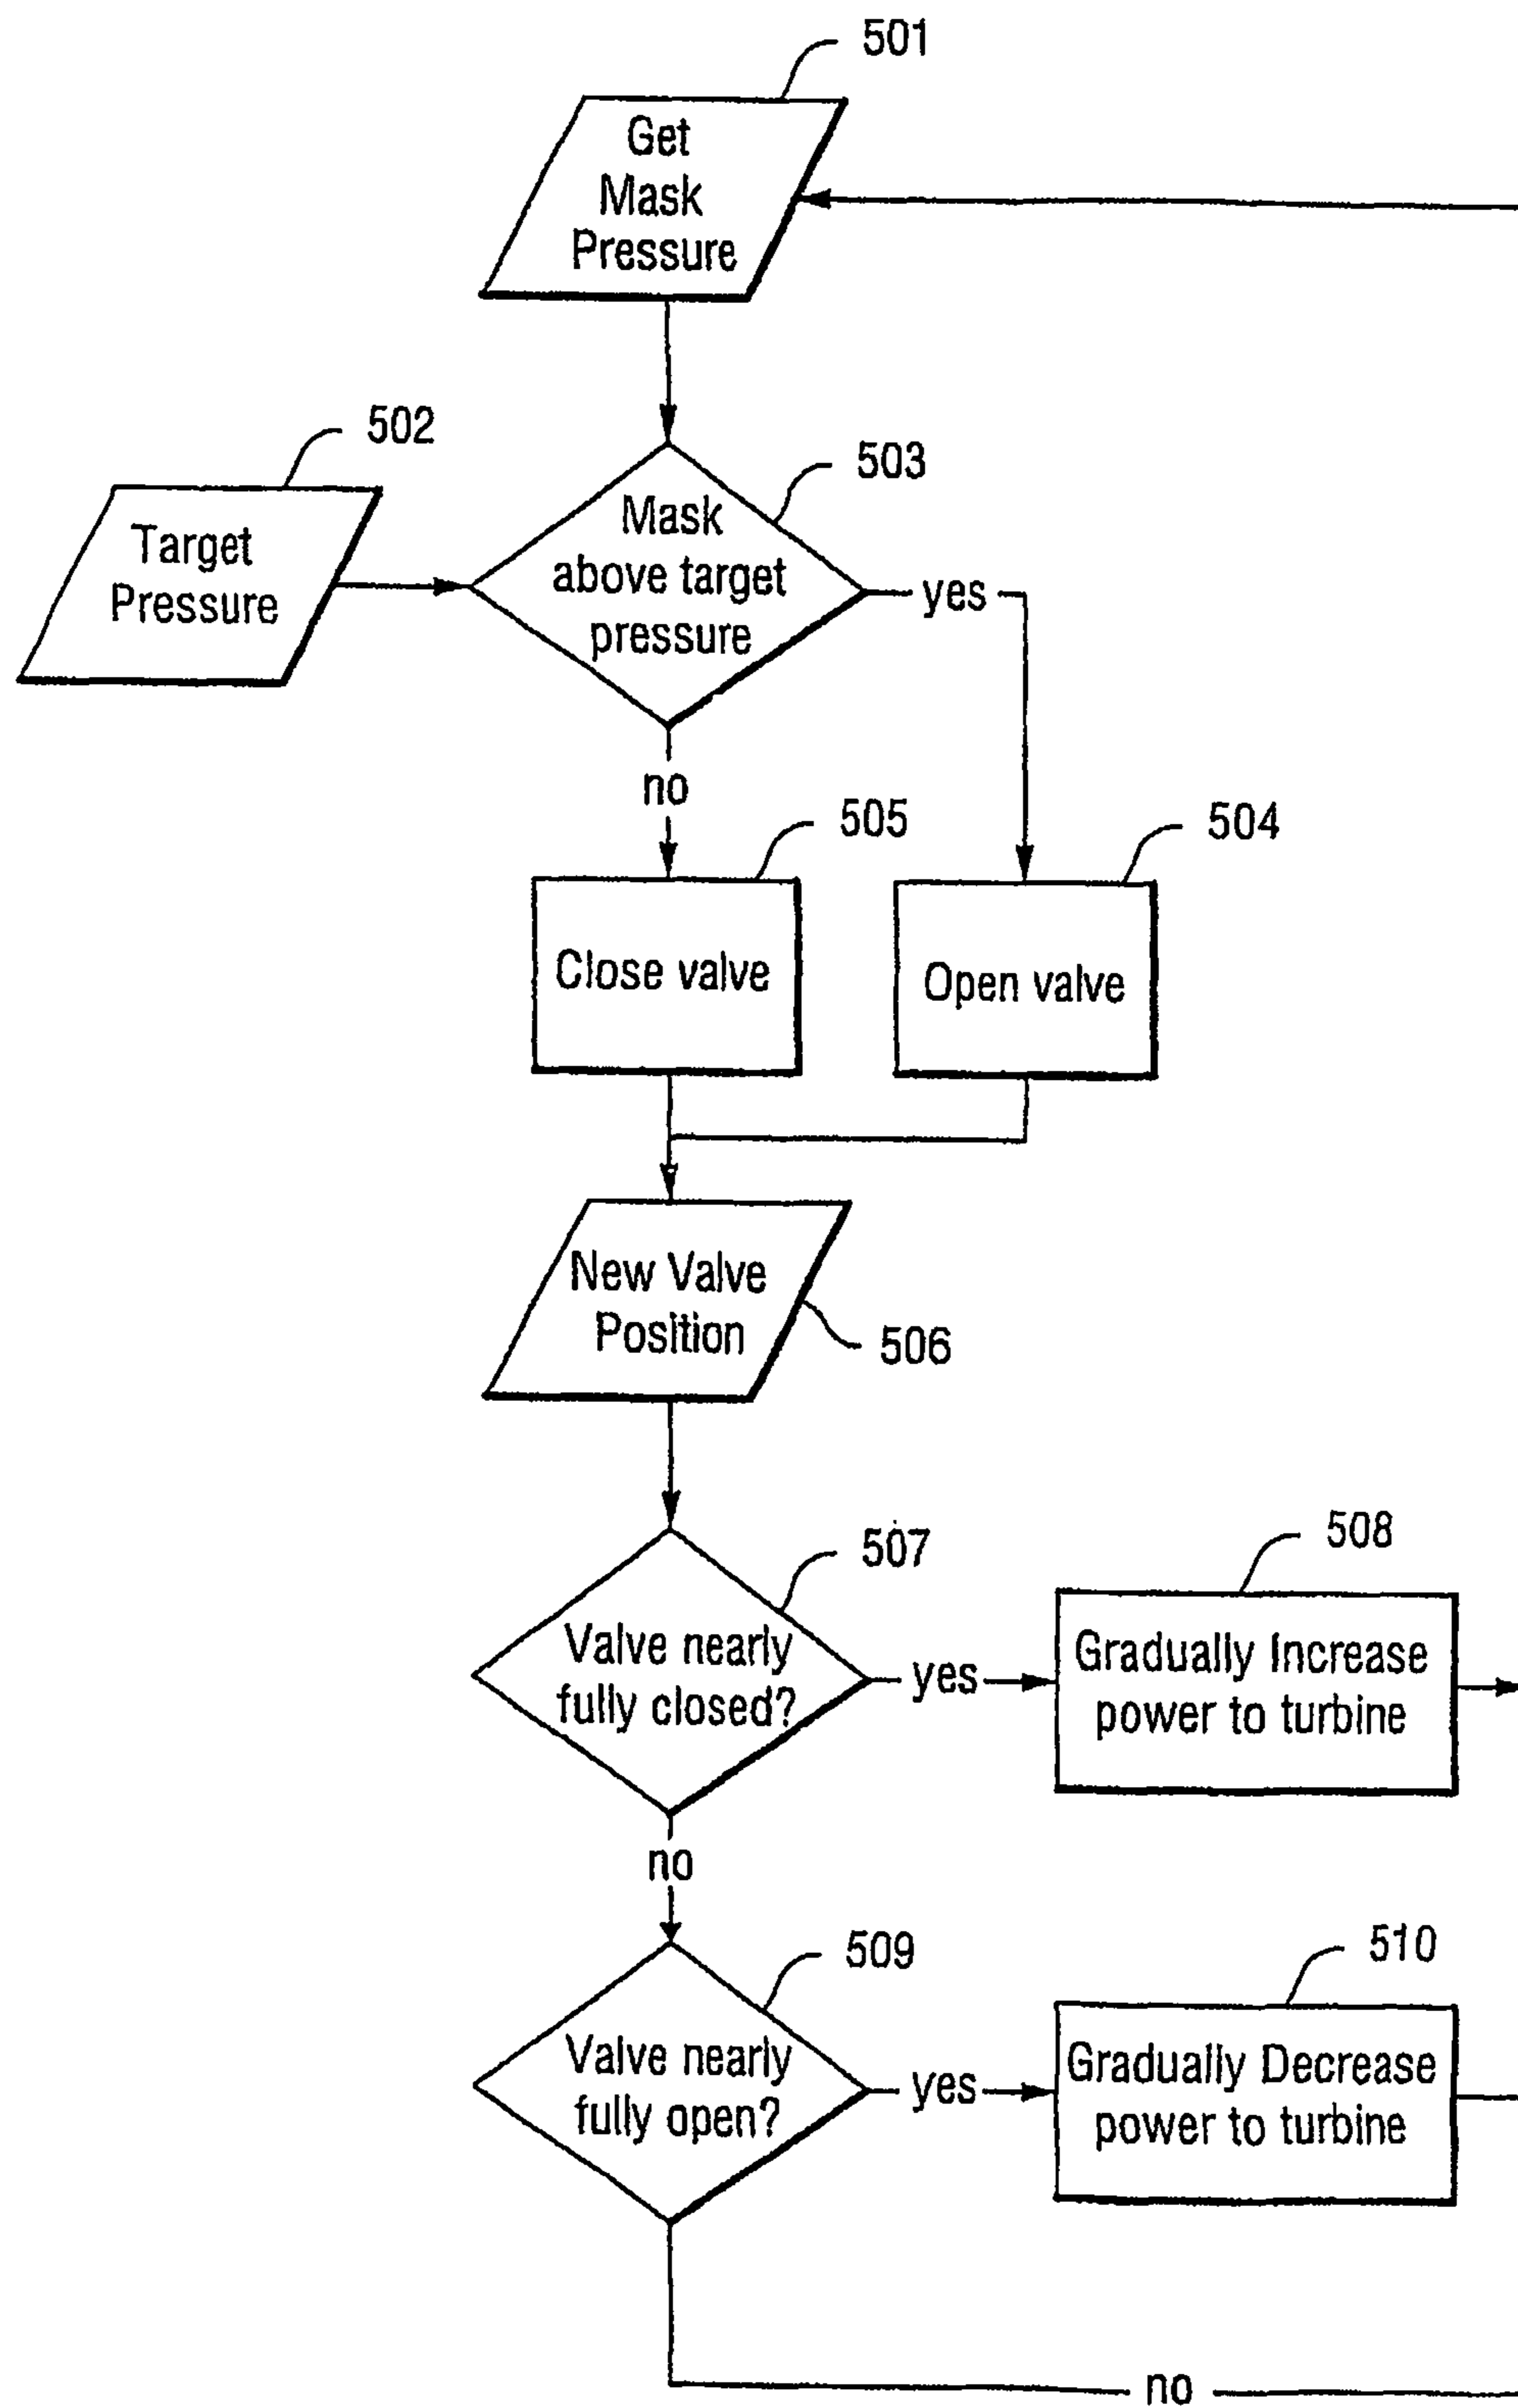 501
Get
Mask
Pressure
502
Target
Pressure
503
Mask
above target
pressure
yes
no
505
Close valve
504
Open valve
New Valve
Position
506
507
Valve nearly
fully closed?
yes
508
Gradually Increase
power to turbine
no
509
Valve nearly
fully open?
yes
510
Gradually Decrease
power to turbine
no